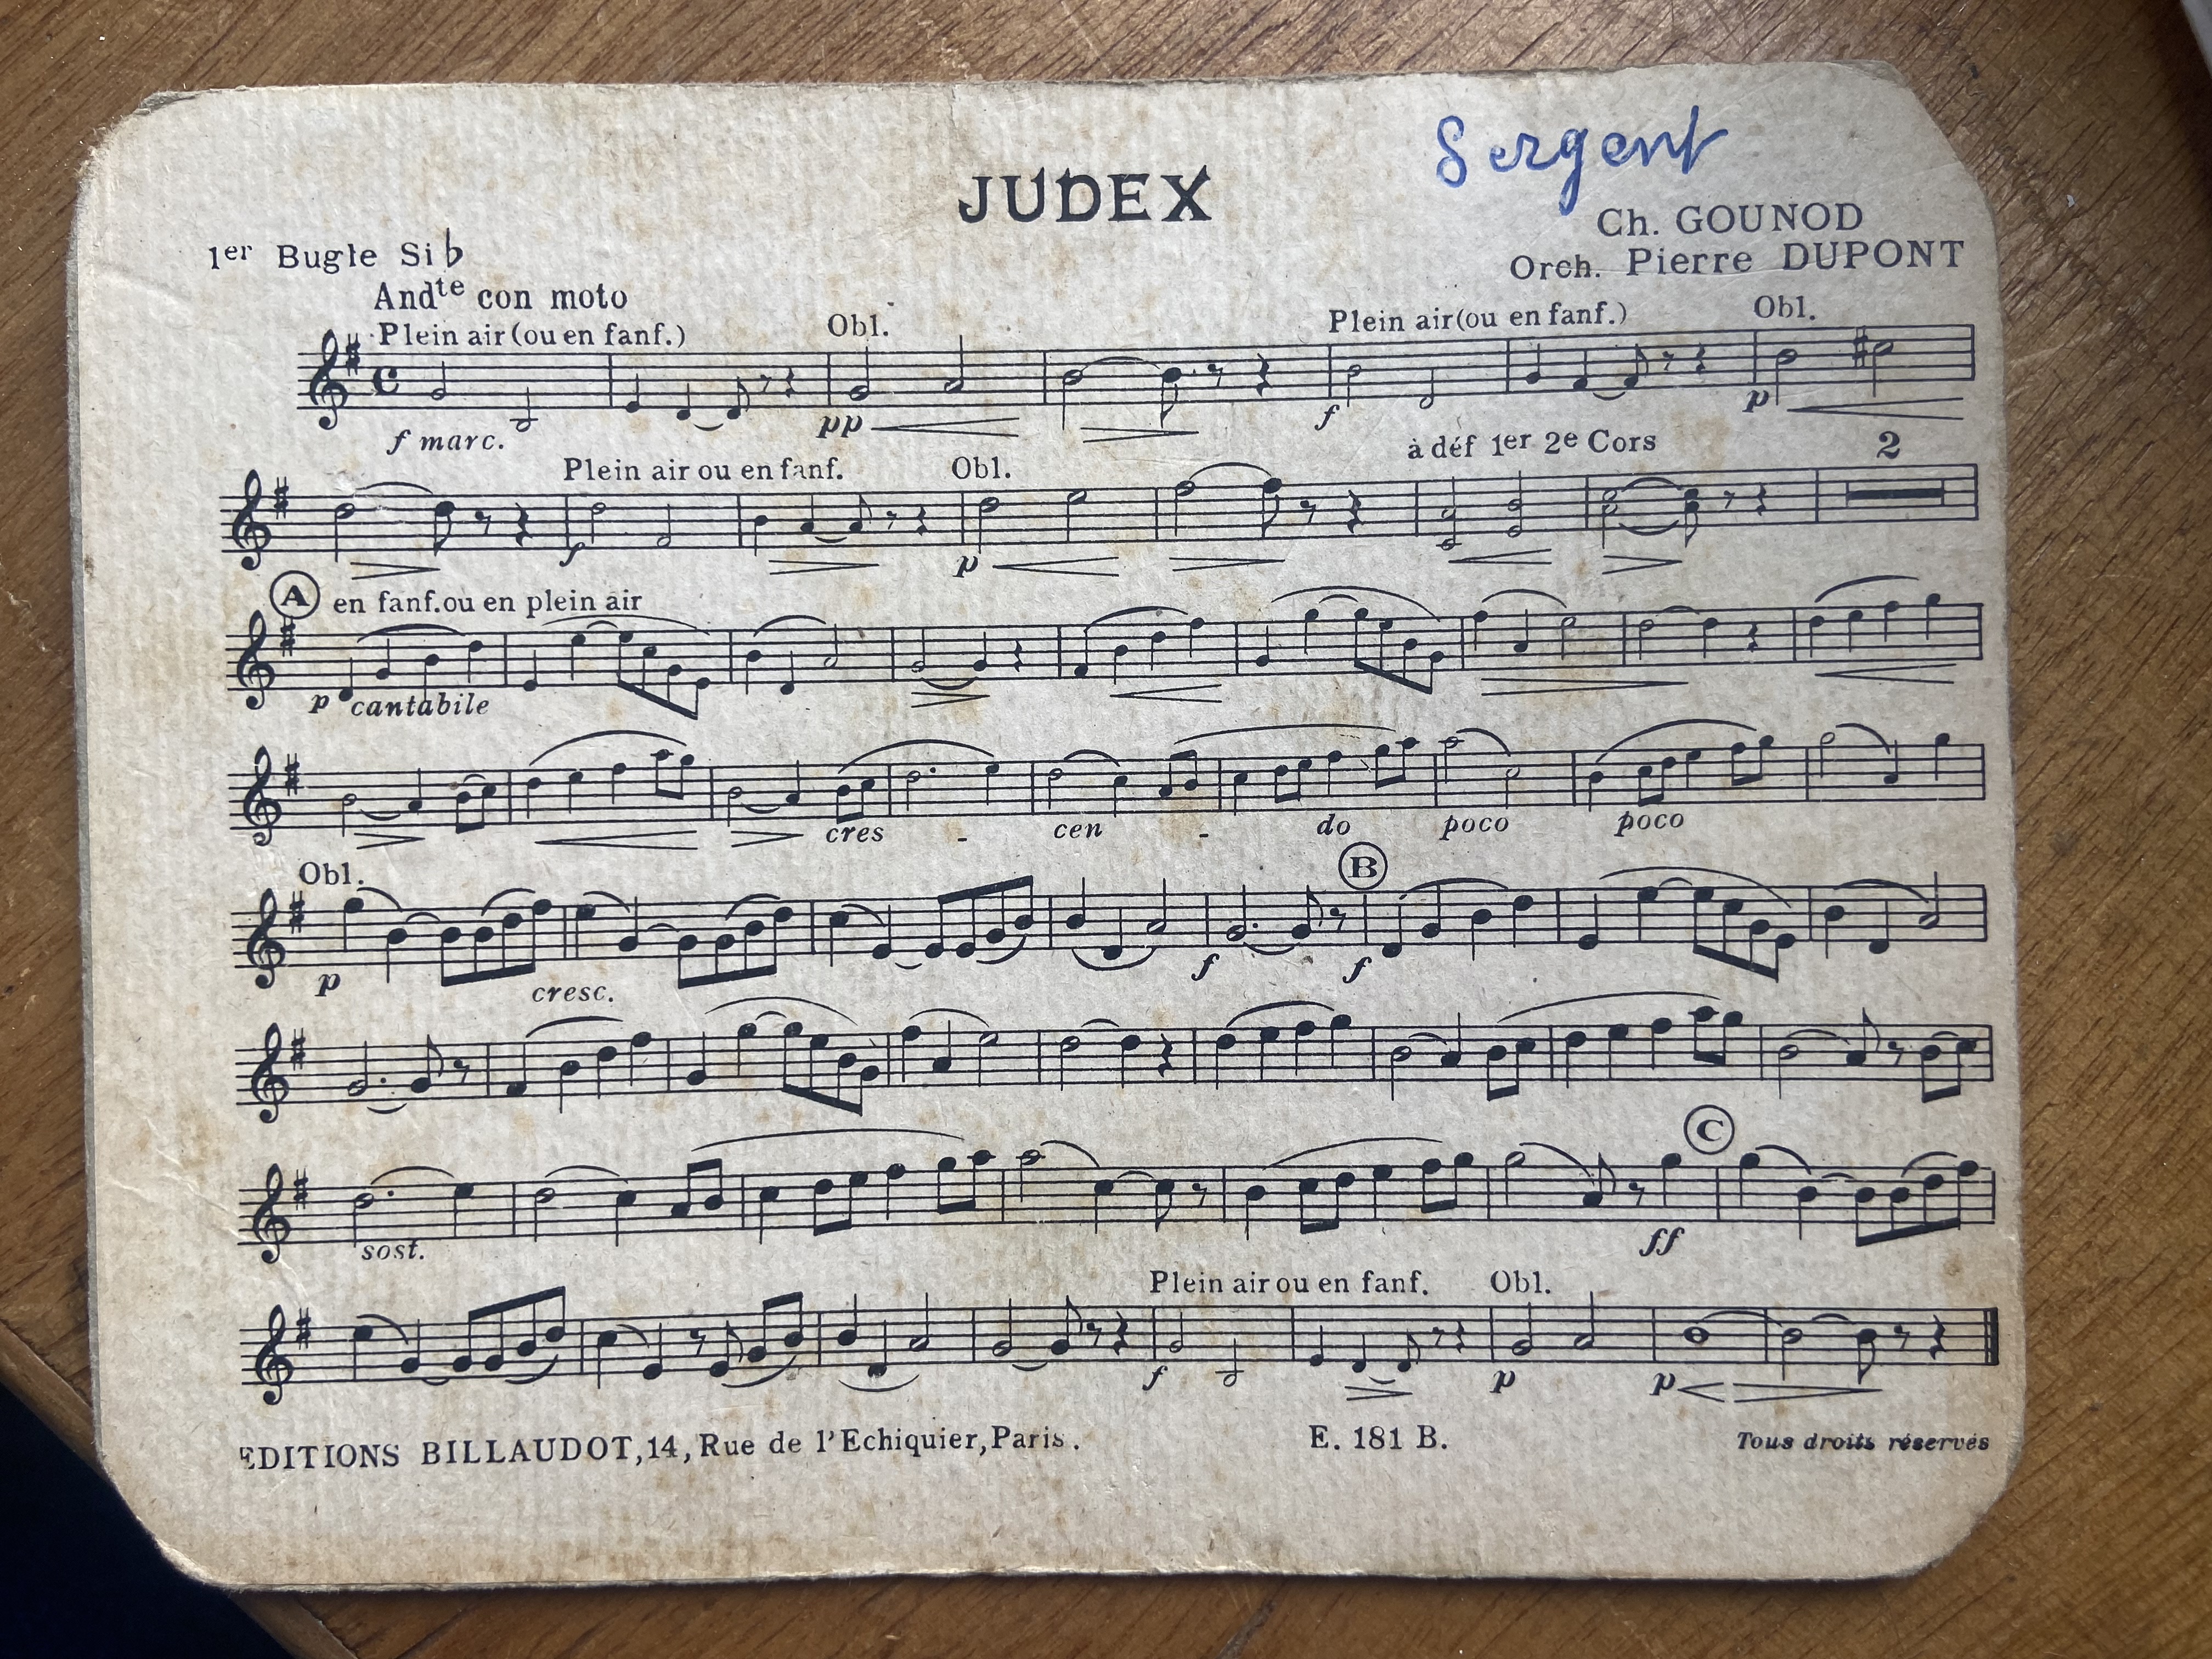 Sergent
JUDEX
Ch. GOUNOD
1er Bugle Si♭
Orch. Pierre DUPONT
Andte con moto
Plein air (ou en fanf.) Obl. Plein air (ou en fanf.) Obl.
f marc. pp f p
à déf 1er 2e Cors 2
Plein air ou en fanf. Obl.
f p
A en fanf. ou en plein air
p cantabile
cres - cen - do poco poco
Obl. B
p cresc. f f
C
sost. ff
Plein air ou en fanf. Obl.
f p p
EDITIONS BILLAUDOT, 14, Rue de l'Echiquier, Paris. E. 181 B. Tous droits réservés